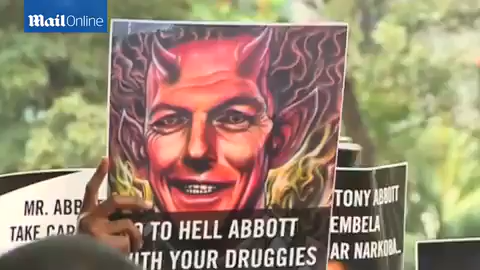 MailOnline
MR. ABB
TAKE CAR
TO HELL ABBOTT
WITH YOUR DRUGGIES
TONY ABBOTT
EMBELA
AR NARKOBA..